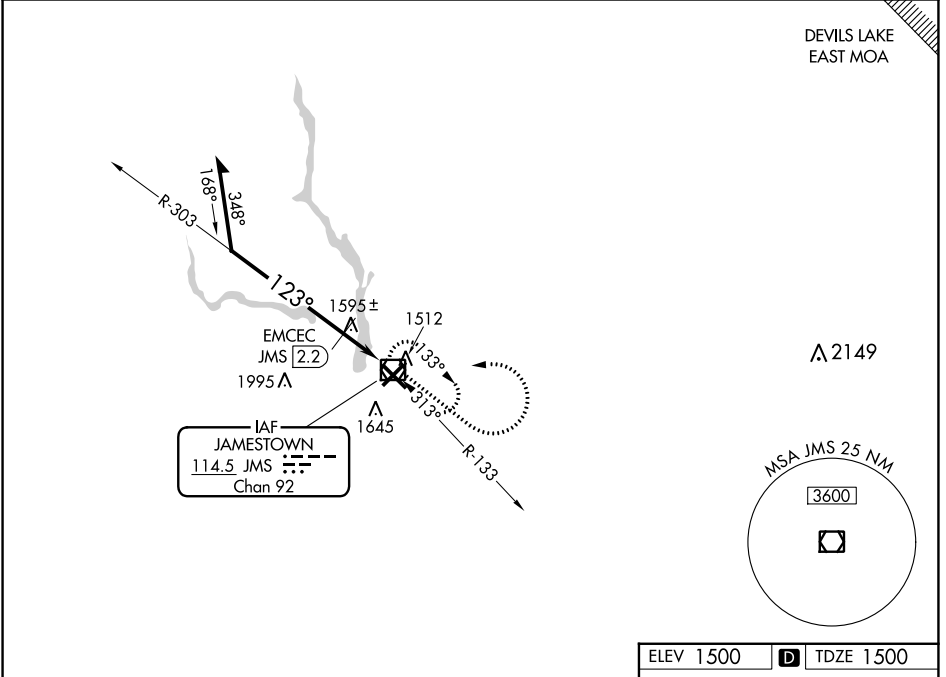 DEVILS LAKE
EAST MOA
R-303
168°
348°
123°
1595 ±
1512
EMCEC
JMS 2.2
133°
2149
1995
313°
1645
IAF
JAMESTOWN
114.5 JMS
Chan 92
R-133
MSA JMS 25 NM
3600
ELEV 1500 D TDZE 1500